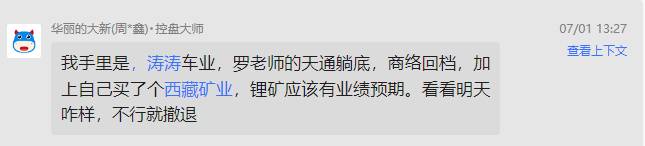 华丽的大新(周*鑫)·控盘大师
07/01 13:27
查看上下文
我手里是，涛涛车业，罗老师的天通躺底，商络回档，加
上自己买了个西藏矿业，锂矿应该有业绩预期。看看明天
咋样，不行就撤退